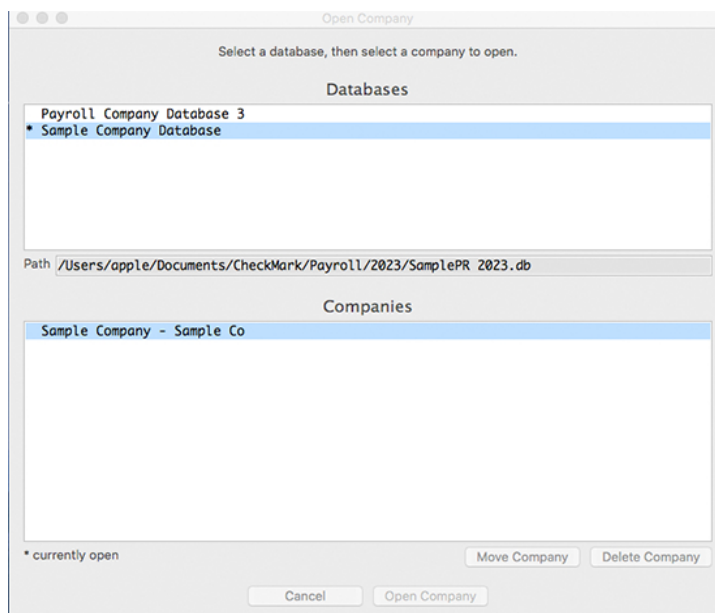 Open Company
Select a database, then select a company to open.
Databases
Payroll Company Database 3
* Sample Company Database
Path /Users/apple/Documents/CheckMark/Payroll/2023/SamplePR 2023.db
Companies
Sample Company - Sample Co
* currently open
Move Company Delete Company
Cancel Open Company